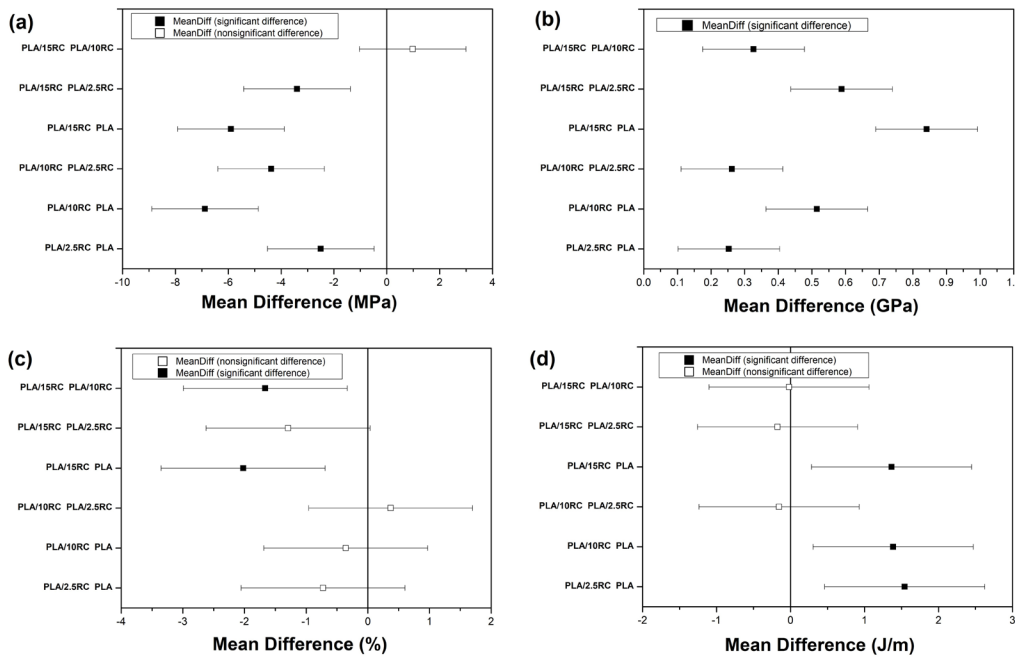 (a)
MeanDiff (significant difference)
MeanDiff (nonsignificant difference)
PLA/15RC PLA/10RC
PLA/15RC PLA/2.5RC
PLA/15RC PLA
PLA/10RC PLA/2.5RC
PLA/10RC PLA
PLA/2.5RC PLA
-10 -8 -6 -4 -2 0 2 4
Mean Difference (MPa)
(b)
MeanDiff (significant difference)
PLA/15RC PLA/10RC
PLA/15RC PLA/2.5RC
PLA/15RC PLA
PLA/10RC PLA/2.5RC
PLA/10RC PLA
PLA/2.5RC PLA
0.0 0.1 0.2 0.3 0.4 0.5 0.6 0.7 0.8 0.9 1.0 1.
Mean Difference (GPa)
(c)
MeanDiff (nonsignificant difference)
MeanDiff (significant difference)
PLA/15RC PLA/10RC
PLA/15RC PLA/2.5RC
PLA/15RC PLA
PLA/10RC PLA/2.5RC
PLA/10RC PLA
PLA/2.5RC PLA
-4 -3 -2 -1 0 1 2
Mean Difference (%)
(d)
MeanDiff (significant difference)
MeanDiff (nonsignificant difference)
PLA/15RC PLA/10RC
PLA/15RC PLA/2.5RC
PLA/15RC PLA
PLA/10RC PLA/2.5RC
PLA/10RC PLA
PLA/2.5RC PLA
-2 -1 0 1 2 3
Mean Difference (J/m)